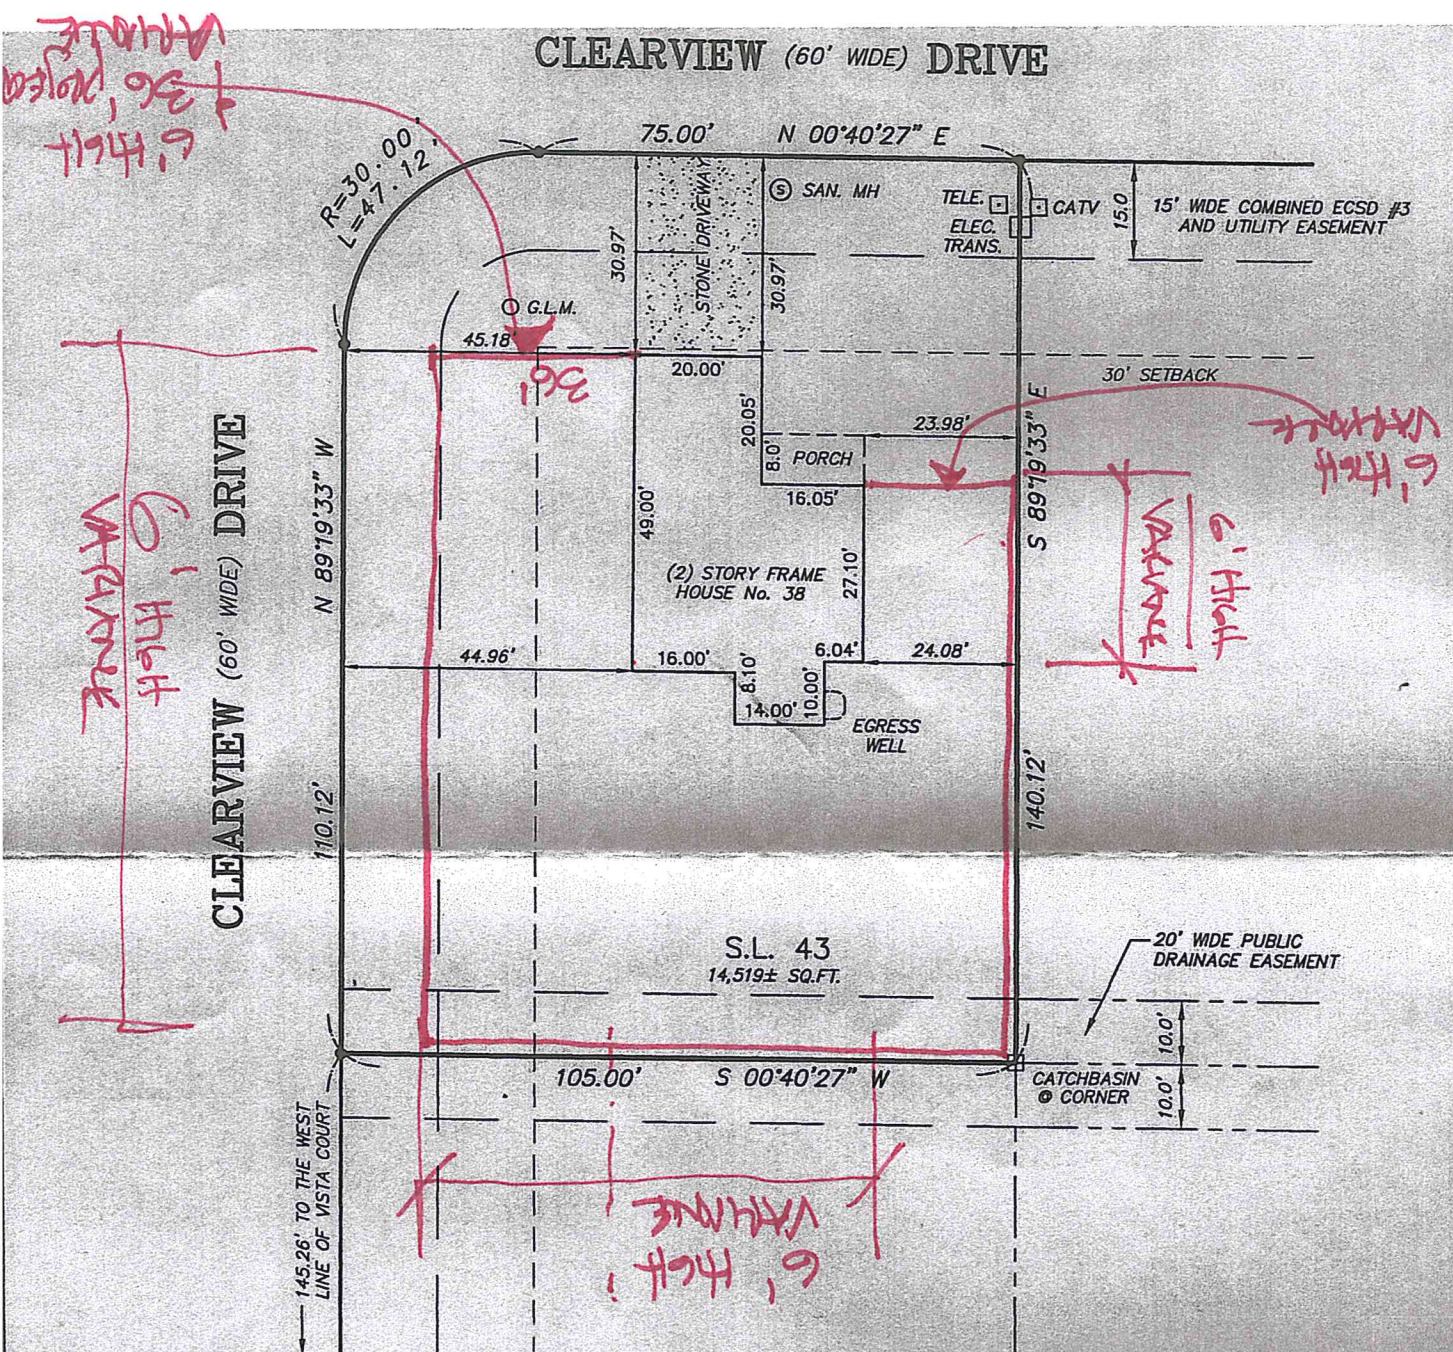 CLEARVIEW (60' WIDE) DRIVE
6' HIGH
+ 36' project
VARIANCE
R=30.00'
L=47.12'
75.00' N 00°40'27" E
STONE DRIVEWAY
30.97'
30.97'
S SAN. MH
TELE.
CATV
ELEC.
TRANS.
15.0
15' WIDE COMBINED ECSD #3
AND UTILITY EASEMENT
G.L.M.
45.18'
36'
20.00'
30' SETBACK
6' HIGH
VARIANCE
20.05'
8.0'
PORCH
23.98'
16.05'
S 89°19'33" E
140.12'
6' HIGH
VARIANCE
N 89°19'33" W
110.12'
CLEARVIEW (60' WIDE) DRIVE
6' HIGH
VARIANCE
49.00'
(2) STORY FRAME
HOUSE No. 38
27.10'
44.96'
16.00'
6.04'
24.08'
8.10'
14.00'
10.00'
EGRESS
WELL
S.L. 43
14,519± SQ.FT.
20' WIDE PUBLIC
DRAINAGE EASEMENT
10.0'
10.0'
105.00' S 00°40'27" W
CATCHBASIN
@ CORNER
145.26' TO THE WEST
LINE OF VISTA COURT
6' HIGH
VARIANCE